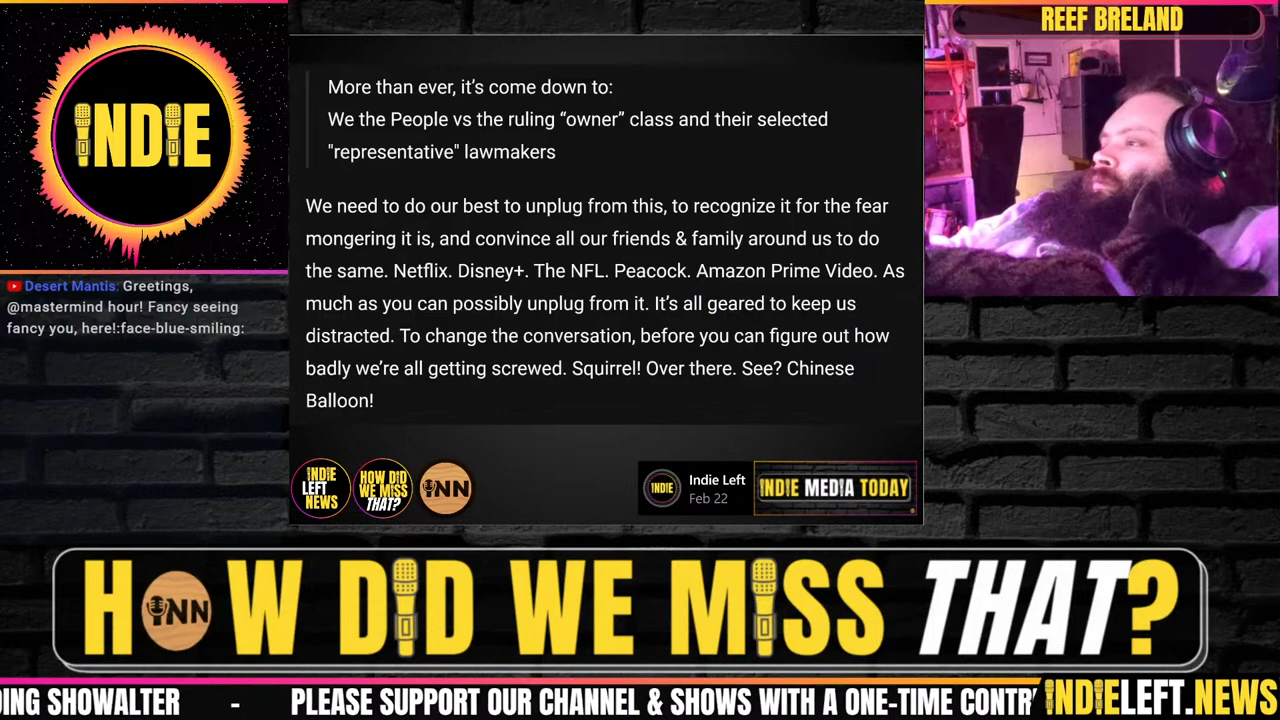 INDIE
REEF BRELAND
More than ever, it's come down to:
We the People vs the ruling “owner” class and their selected
"representative" lawmakers
We need to do our best to unplug from this, to recognize it for the fear
mongering it is, and convince all our friends & family around us to do
the same. Netflix. Disney+. The NFL. Peacock. Amazon Prime Video. As
much as you can possibly unplug from it. It’s all geared to keep us
distracted. To change the conversation, before you can figure out how
badly we’re all getting screwed. Squirrel! Over there. See? Chinese
Balloon!
Desert Mantis: Greetings,
@mastermind hour! Fancy seeing
fancy you, here!:face-blue-smiling:
INDIE
LEFT
NEWS
HOW DID
WE MISS
THAT?
INN
INDIE
Indie Left
Feb 22
INDIE MEDIA TODAY
HOW DID WE MISS THAT?
INN
ING SHOWALTER - PLEASE SUPPORT OUR CHANNEL & SHOWS WITH A ONE-TIME CONTR
INDIELEFT.NEWS